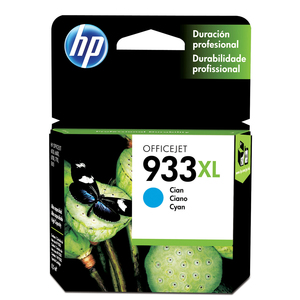 hp
Duración
profesional
Durabilidade
profissional
OFFICEJET
933XL
Cian
Ciano
Cyan